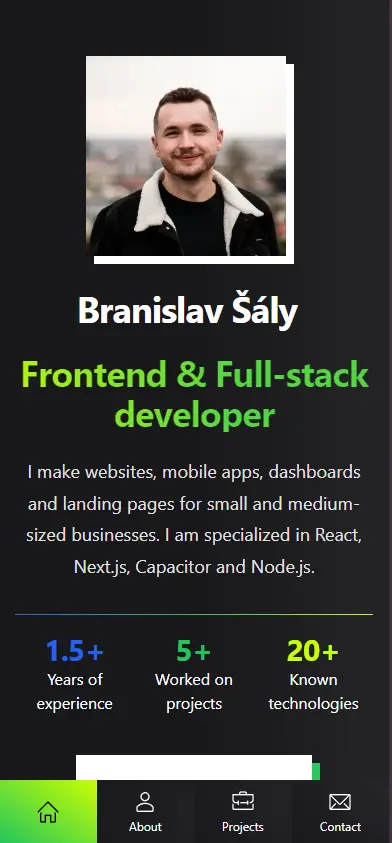 Branislav Šály
Frontend & Full-stack
developer
I make websites, mobile apps, dashboards
and landing pages for small and medium-
sized businesses. I am specialized in React,
Next.js, Capacitor and Node.js.
1.5+
Years of
experience
5+
Worked on
projects
20+
Known
technologies
About
Projects
Contact